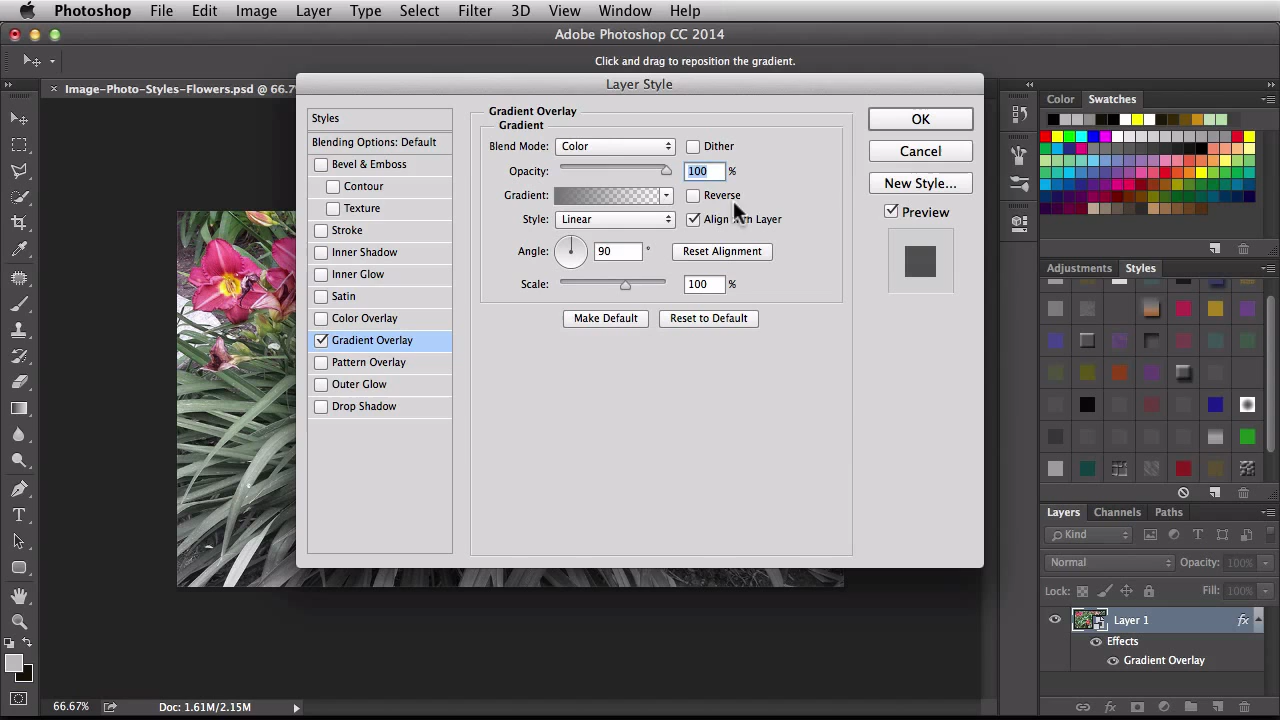 Photoshop File Edit Image Layer Type Select Filter 3D View Window Help
Adobe Photoshop CC 2014
Click and drag to reposition the gradient.
× Image-Photo-Styles-Flowers.psd @ 66.7
Layer Style
Styles
Blending Options: Default
Bevel & Emboss
Contour
Texture
Stroke
Inner Shadow
Inner Glow
Satin
Color Overlay
Gradient Overlay
Pattern Overlay
Outer Glow
Drop Shadow
Gradient Overlay
Gradient
Blend Mode: Color Dither
Opacity: 100 %
Gradient: Reverse
Style: Linear Align Layer
Angle: 90 ° Reset Alignment
Scale: 100 %
Make Default Reset to Default
OK
Cancel
New Style...
Preview
Color Swatches
Adjustments Styles
Layers Channels Paths
Kind
Normal Opacity: 100%
Lock: Fill: 100%
Layer 1 fx
Effects
Gradient Overlay
fx
66.67% Doc: 1.61M/2.15M